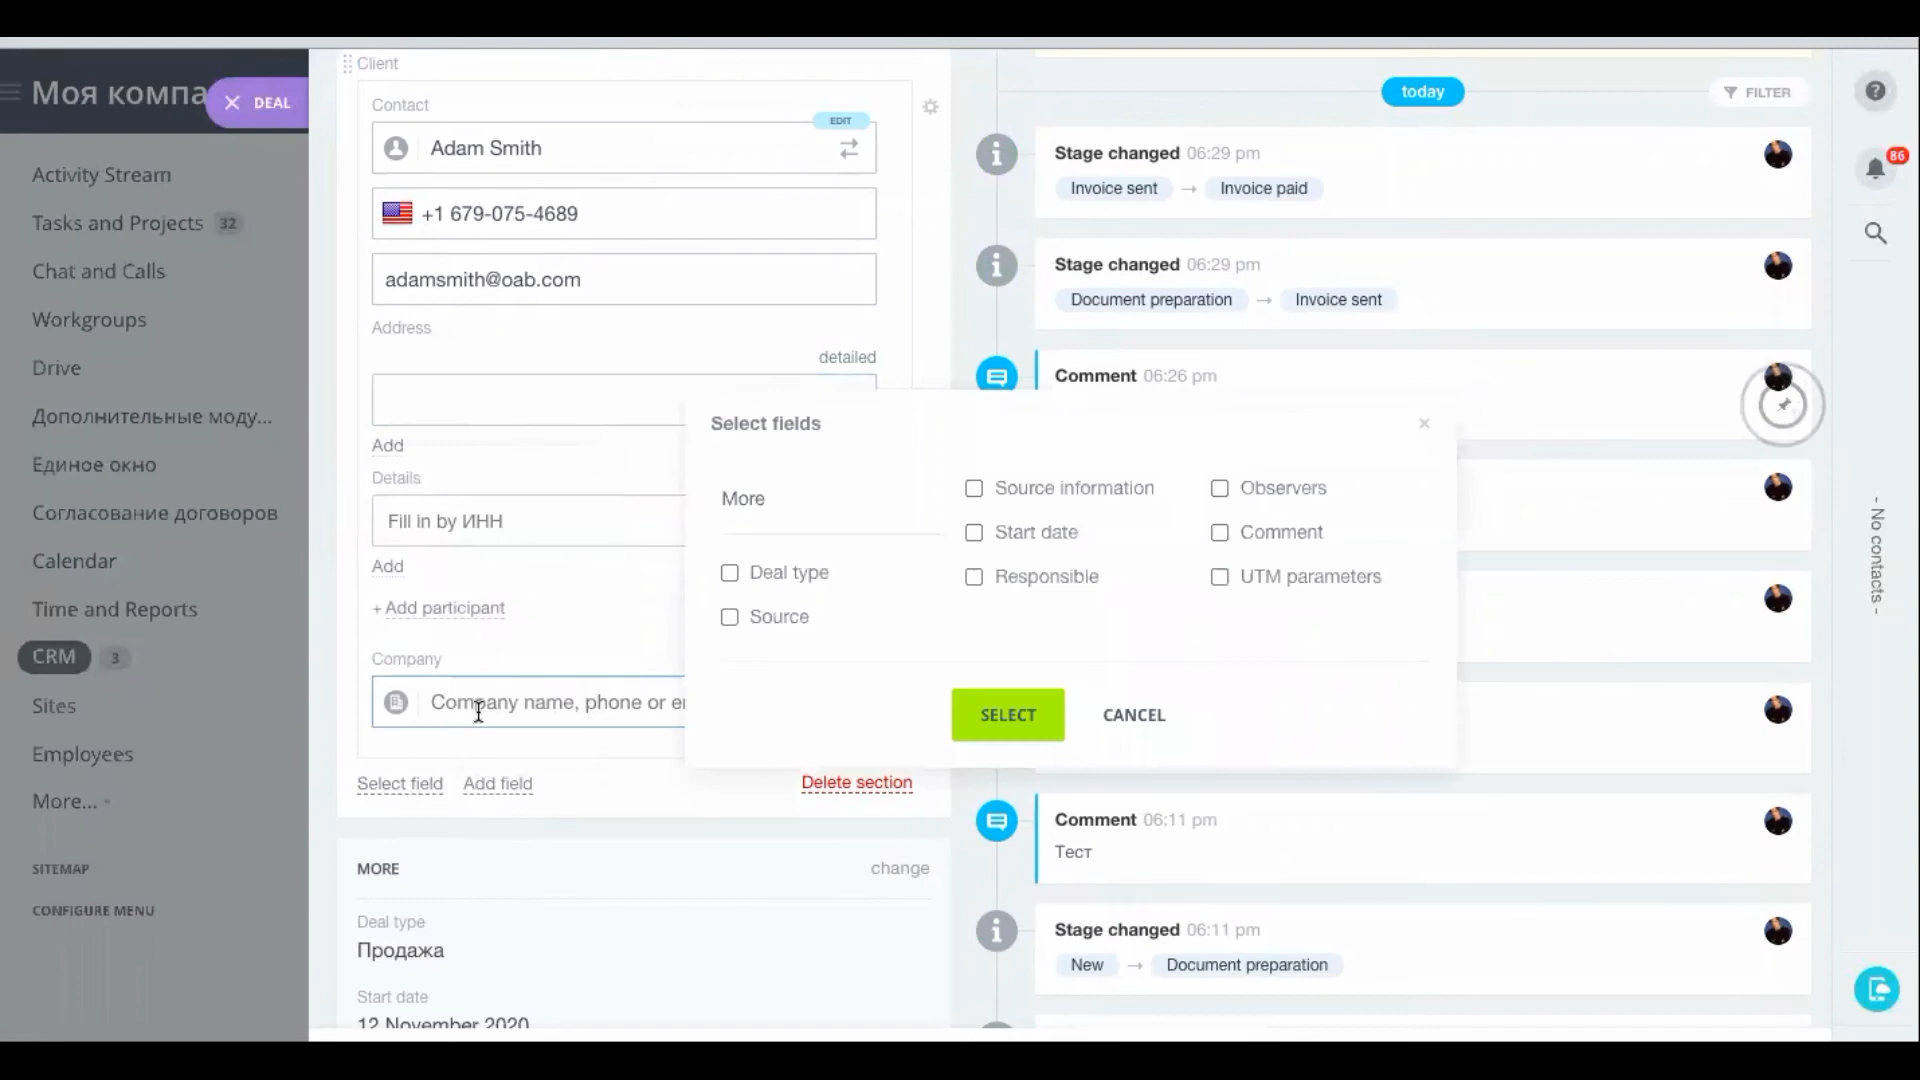 Моя компа
DEAL
Activity Stream
Tasks and Projects 32
Chat and Calls
Workgroups
Drive
Дополнительные моду...
Единое окно
Согласование договоров
Calendar
Time and Reports
CRM 3
Sites
Employees
More...
SITEMAP
CONFIGURE MENU
Client
Contact
EDIT
Adam Smith
+1 679-075-4689
adamsmith@oab.com
Address
detailed
Add
Details
Fill in by ИНН
Add
+ Add participant
Company
Company name, phone or
Select field Add field
Delete section
MORE
change
Deal type
Продажа
Start date
12 November 2020
Select fields
More
Deal type
Source
Source information
Start date
Responsible
Observers
Comment
UTM parameters
SELECT
CANCEL
today
FILTER
Stage changed 06:29 pm
Invoice sent → Invoice paid
Stage changed 06:29 pm
Document preparation → Invoice sent
Comment 06:26 pm
Comment 06:11 pm
Тест
Stage changed 06:11 pm
New → Document preparation
86
- No contacts -